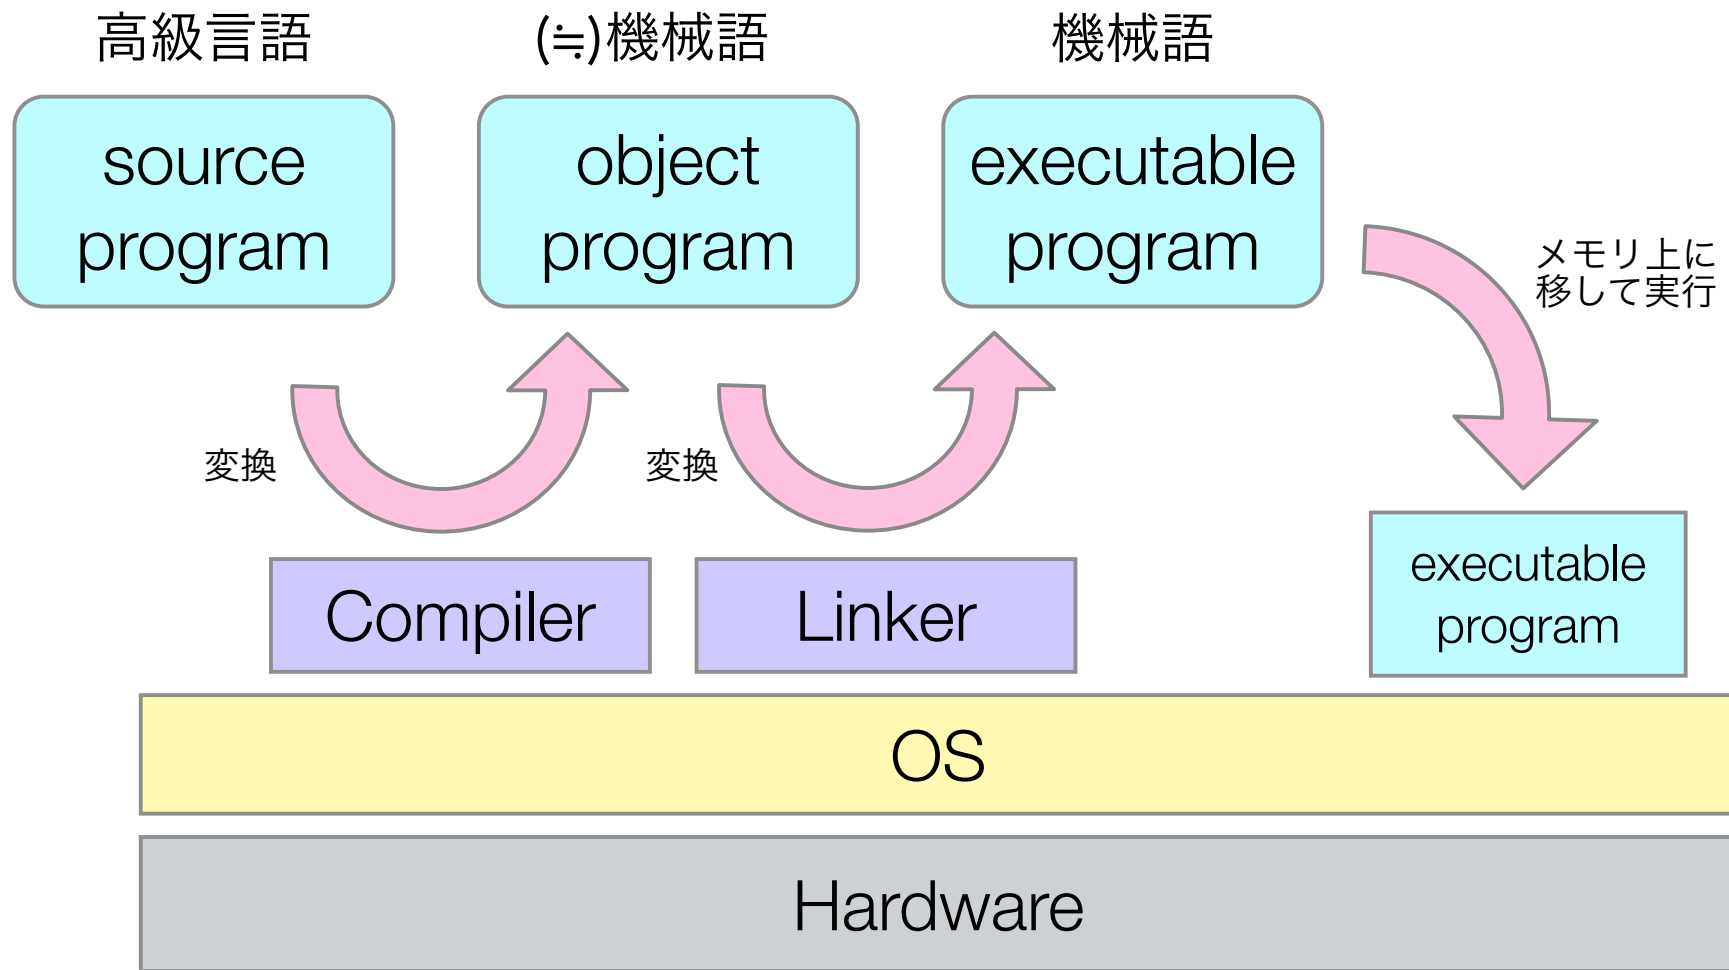 高級言語
(≒)機械語
機械語
source
program
object
program
executable
program
メモリ上に
移して実行
変換
変換
Compiler
Linker
executable
program
OS
Hardware